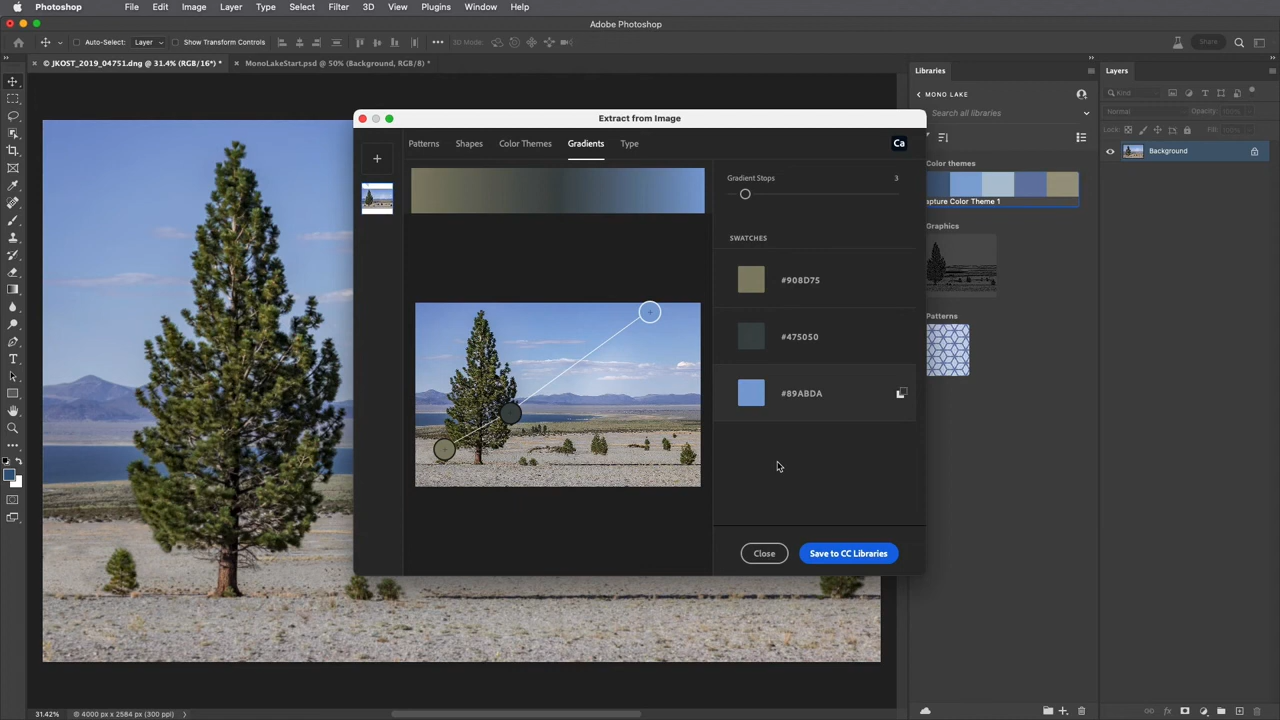 Photoshop File Edit Image Layer Type Select Filter 3D View Plugins Window Help
Adobe Photoshop
Auto-Select: Layer Show Transform Controls 3D Mode: Share
© JKOST_2019_04751.dng @ 31.4% (RGB/16*) * MonoLakeStart.psd @ 50% (Background, RGB/8) *
Libraries
MONO LAKE
Search all libraries
Color themes
apture Color Theme 1
Graphics
Patterns
Layers
Kind
Normal Opacity:
Lock: Fill:
Background
Extract from Image
Patterns Shapes Color Themes Gradients Type
Ca
Gradient Stops 3
SWATCHES
#908D75
#475050
#89ABDA
Close Save to CC Libraries
31.42% © 4000 px x 2584 px (300 ppi)